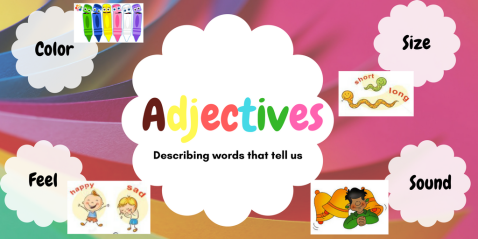 Color
Size
short
long
Adjectives
Describing words that tell us
Feel
happy
sad
Sound